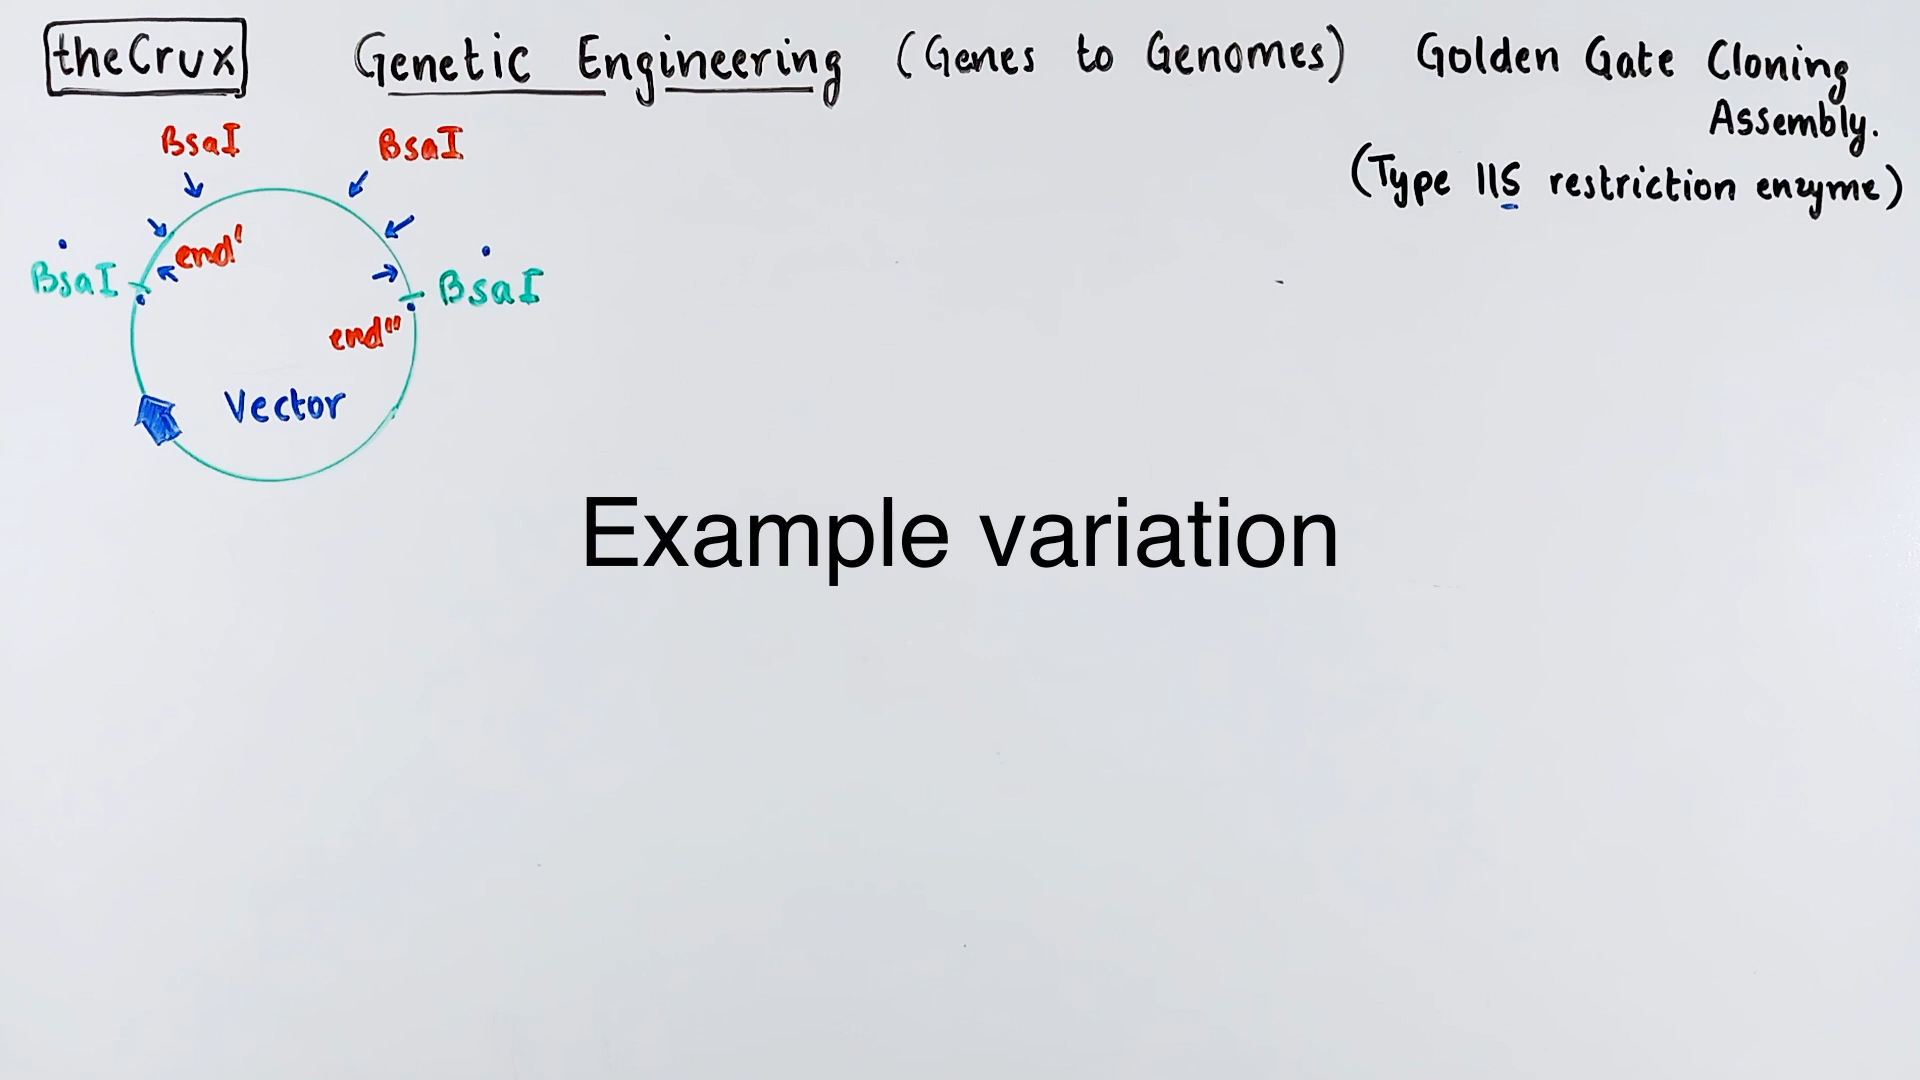 theCrux Genetic Engineering (Genes to Genomes) Golden Gate Cloning
Assembly.
(Type IIS restriction enzyme)
BsaI BsaI
end'
BsaI BsaI
end"
Vector
Example variation